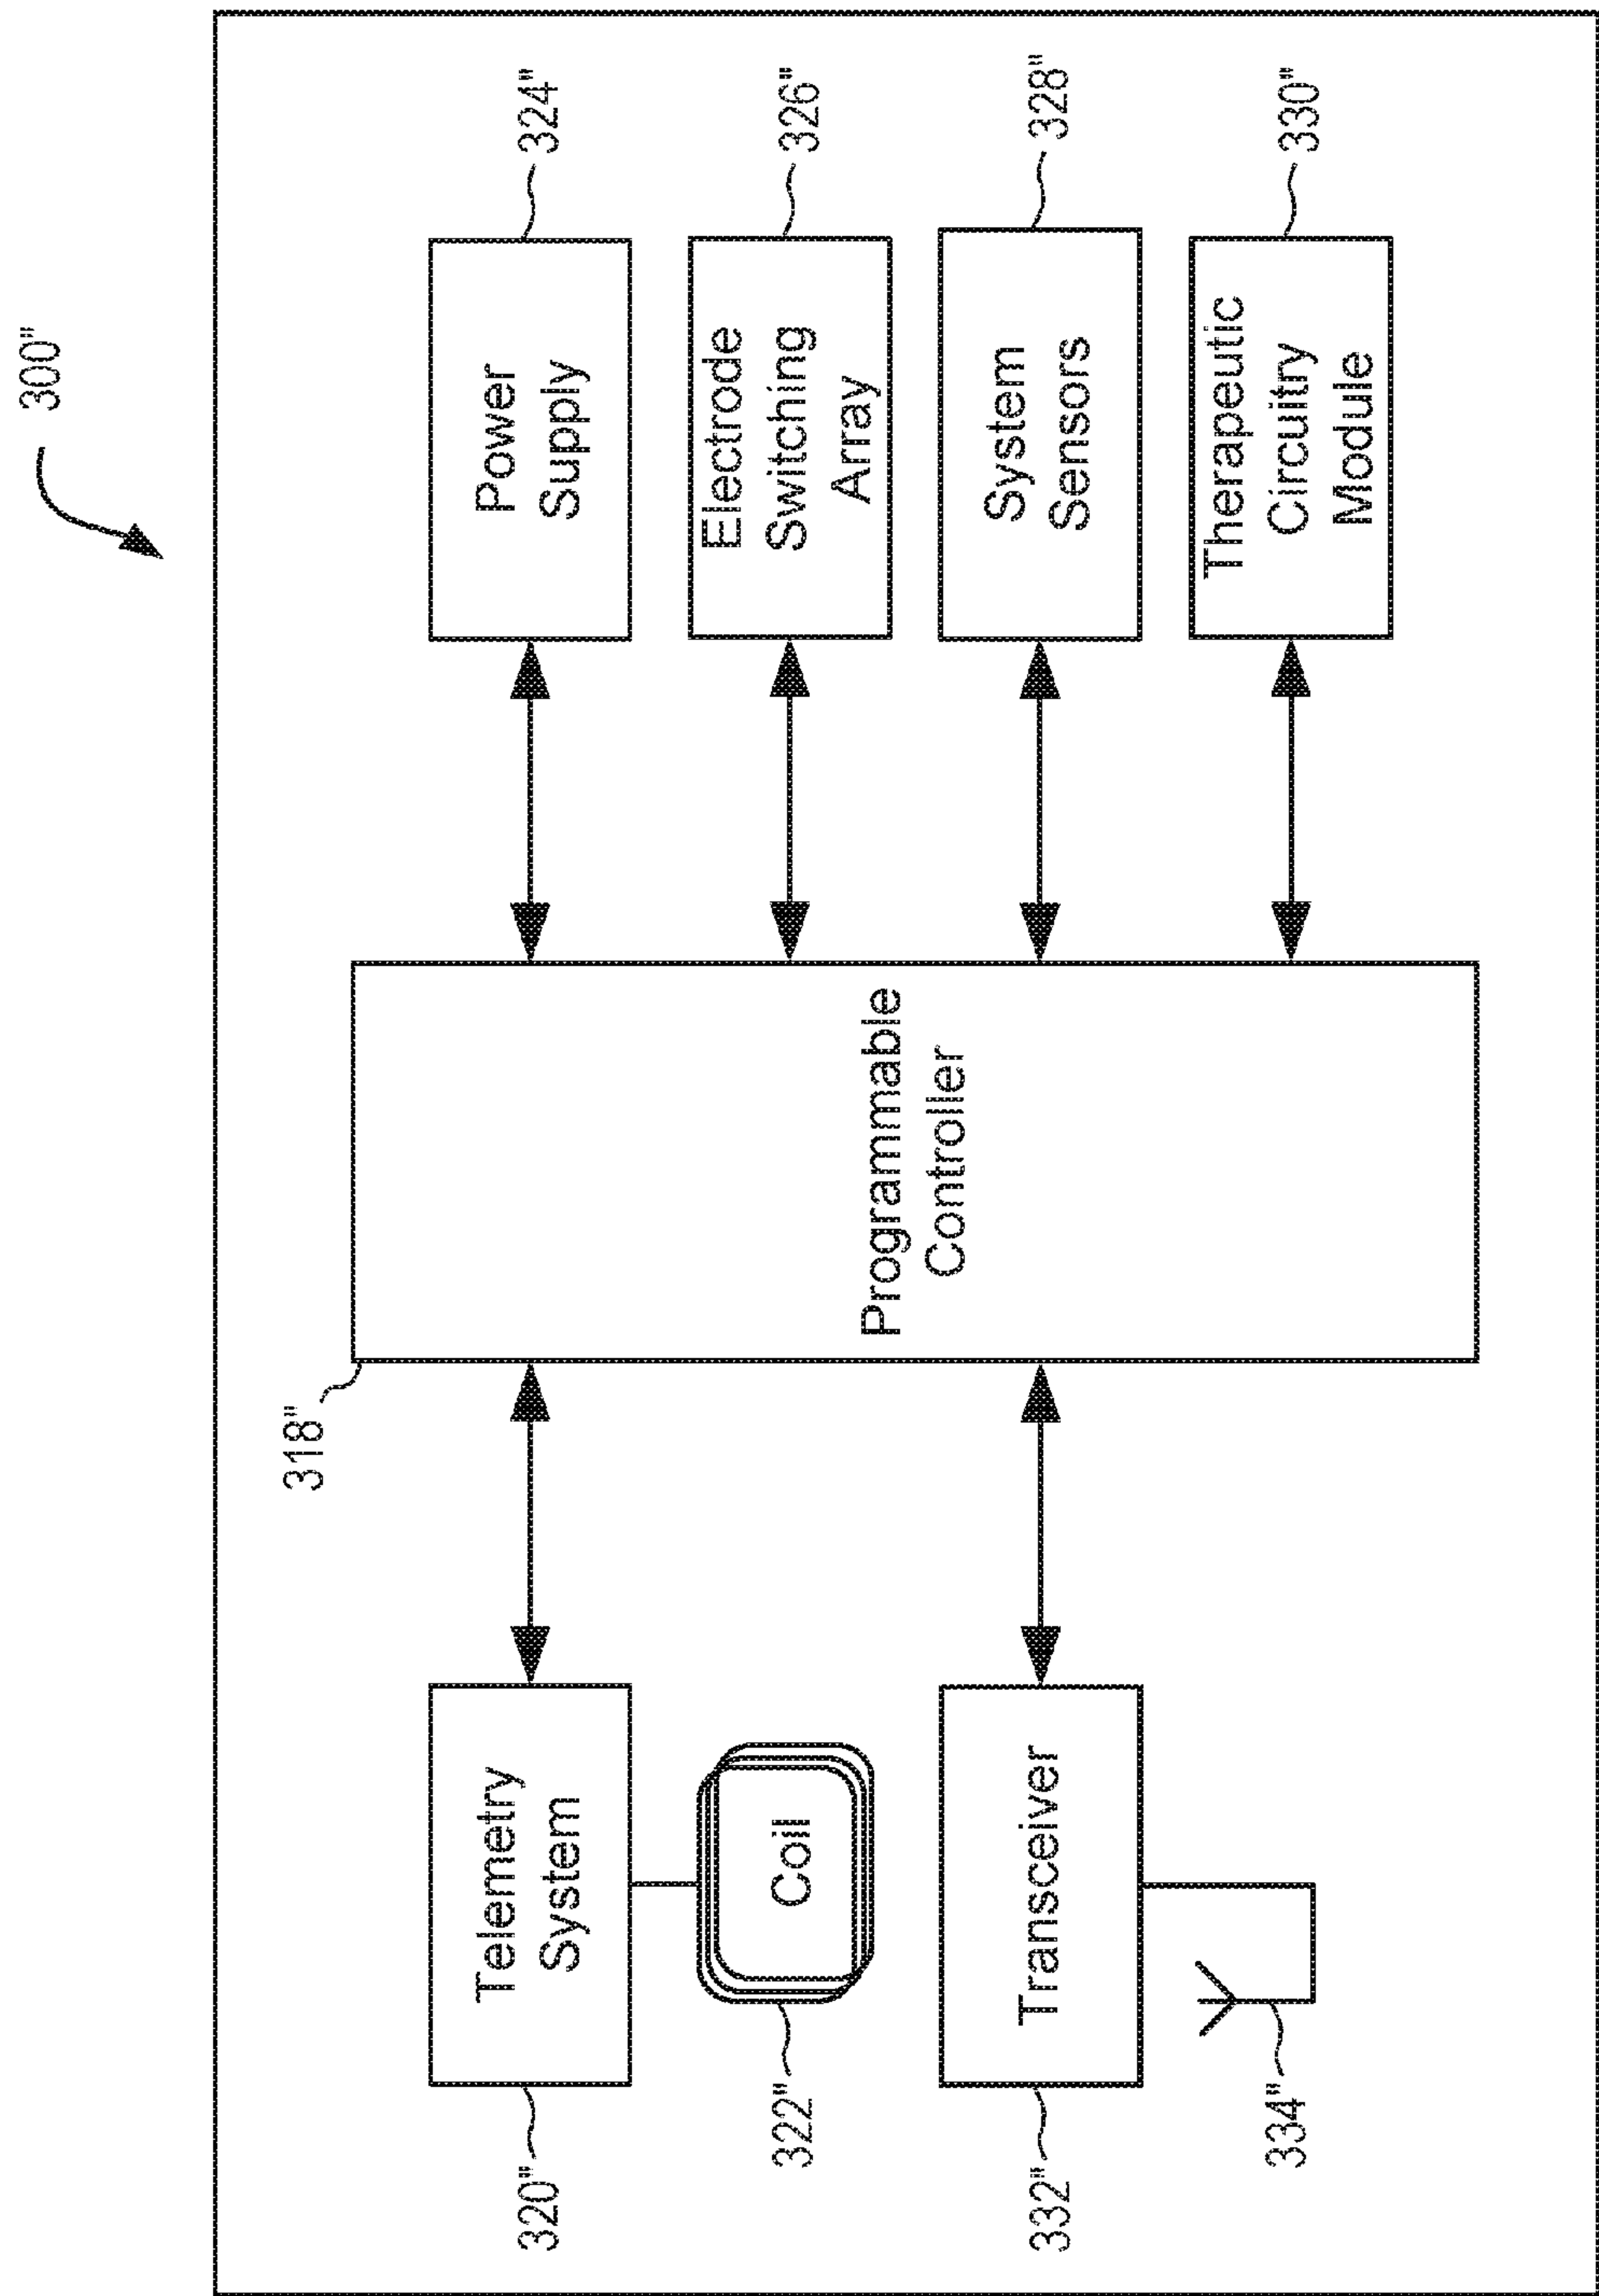 300"
320"
Telemetry
System
322"
Coil
332"
Transceiver
334"
318"
Programmable
Controller
Power
Supply
324"
Electrode
Switching
Array
326"
System
Sensors
328"
Therapeutic
Circuitry
Module
330"